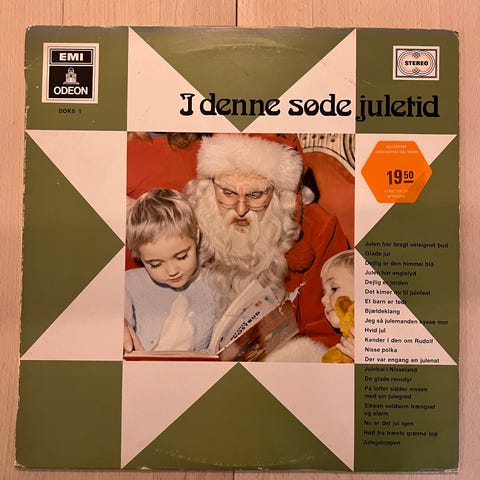 EMI
ODEON
DOKS 1
STEREO
I denne søde juletid
19.50
Julen har bragt velsignet bud
Glade jul
Dejlig er den himmel blå
Julen har englelyd
Dejlig er jorden
Det kimer nu til julefest
Et barn er født
Bjældeklang
Jeg så julemanden kysse mor
Hvid jul
Kender I den om Rudolf
Nisse polka
Der var engang en julenat
Julebal i Nisseland
De glade rensdyr
På loftet sidder nissen
med sin julegrød
Sikken voldsom trængsel
og alarm
Nu er det jul igen
Højt fra træets grønne top
Julegaloppen